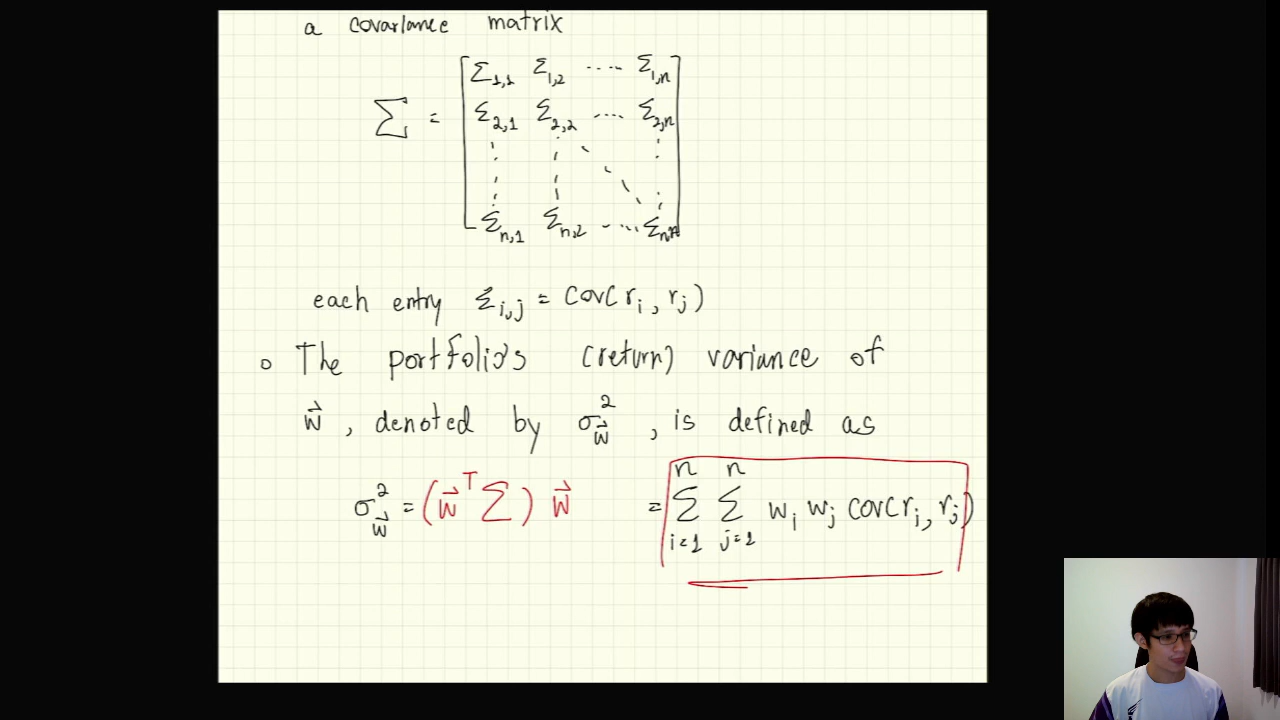 a covariance matrix
Σ = [ Σ1,1 Σ1,2 ..... Σ1,n
Σ2,1 Σ2,2 .... Σ2,n
Σn,1 Σn,2 ..... Σn,n ]
each entry Σi,j = Cov(ri, rj)
o The portfolio's (return) variance of
w⃗, denoted by σ²w⃗, is defined as
σ²w⃗ = (w⃗ᵀ Σ) w⃗ = Σ(i=1 to n) Σ(j=1 to n) wi wj cov(ri, rj)